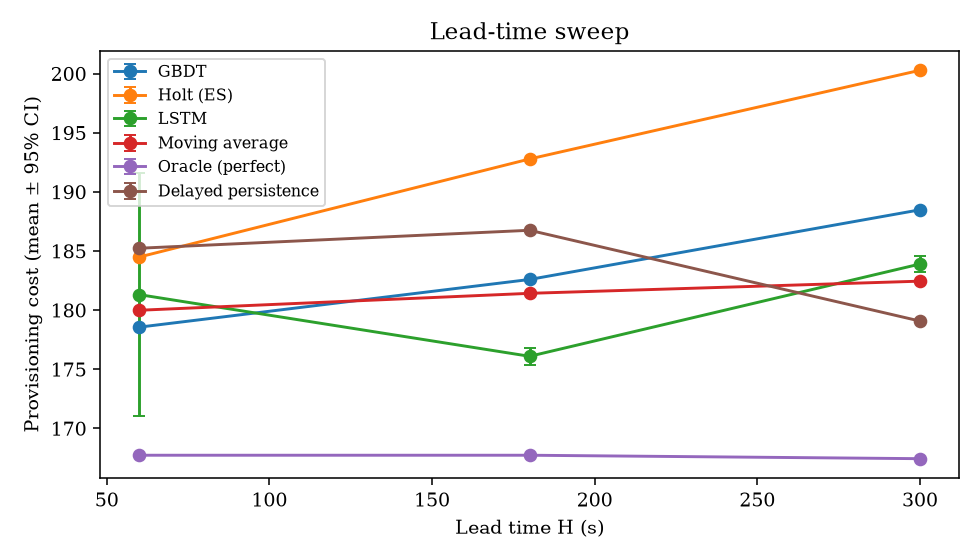 Lead-time sweep
GBDT
Holt (ES)
LSTM
Moving average
Oracle (perfect)
Delayed persistence
Provisioning cost (mean ± 95% CI)
200
195
190
185
180
175
170
50
100
150
200
250
300
Lead time H (s)